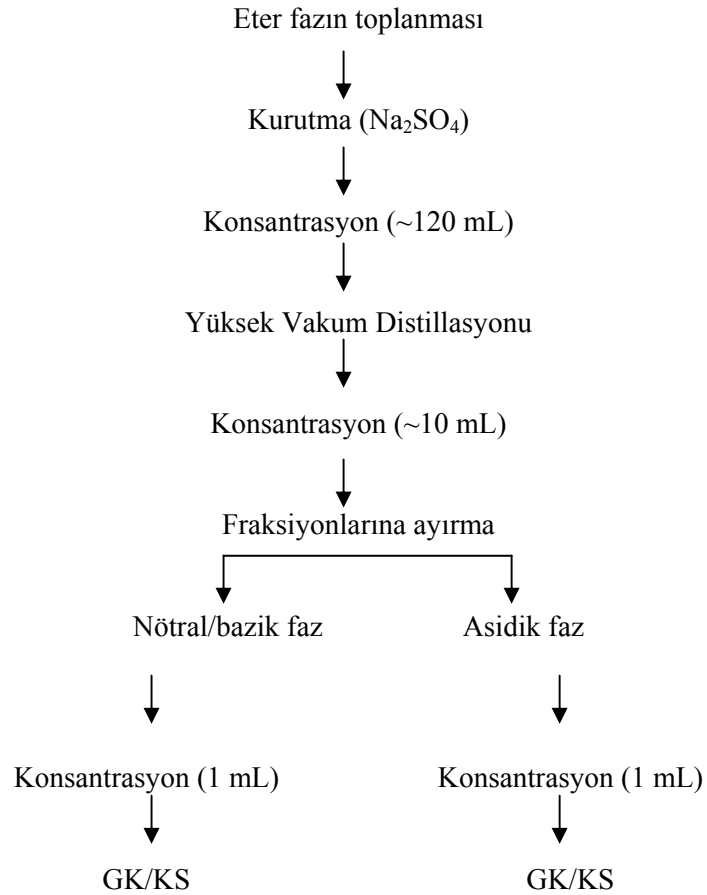 Eter fazın toplanması
Kurutma (Na₂SO₄)
Konsantrasyon (~120 mL)
Yüksek Vakum Distillasyonu
Konsantrasyon (~10 mL)
Fraksiyonlarına ayırma
Nötral/bazik faz
Asidik faz
Konsantrasyon (1 mL)
Konsantrasyon (1 mL)
GK/KS
GK/KS